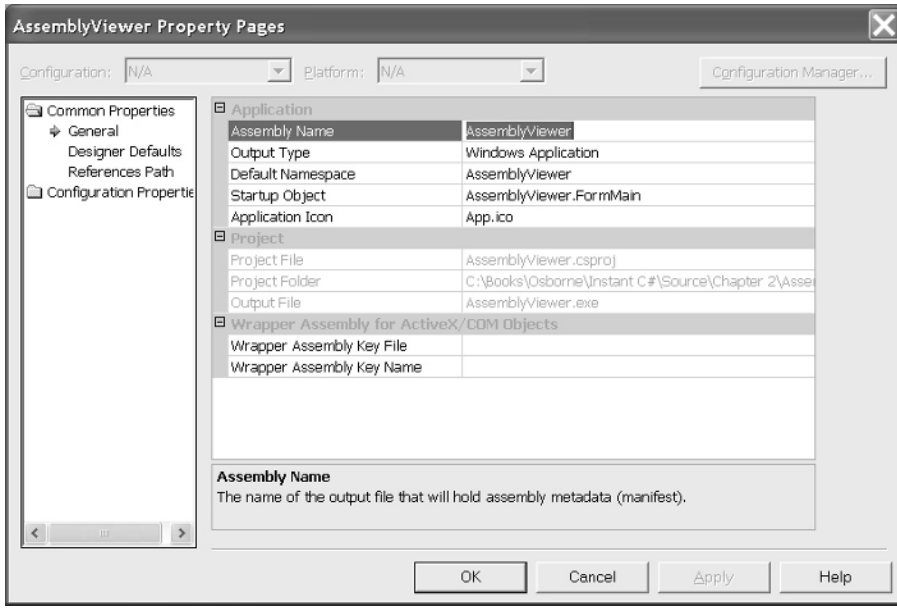 AssemblyViewer Property Pages
Configuration: N/A Platform: N/A Configuration Manager...
Common Properties
General
Designer Defaults
References Path
Configuration Propertie
Application
Assembly Name AssemblyViewer
Output Type Windows Application
Default Namespace AssemblyViewer
Startup Object AssemblyViewer.FormMain
Application Icon App.ico
Project
Project File AssemblyViewer.csproj
Project Folder C:\Books\Osborne\Instant C#\Source\Chapter 2\Asse
Output File AssemblyViewer.exe
Wrapper Assembly for ActiveX/COM Objects
Wrapper Assembly Key File
Wrapper Assembly Key Name
Assembly Name
The name of the output file that will hold assembly metadata (manifest).
OK Cancel Apply Help